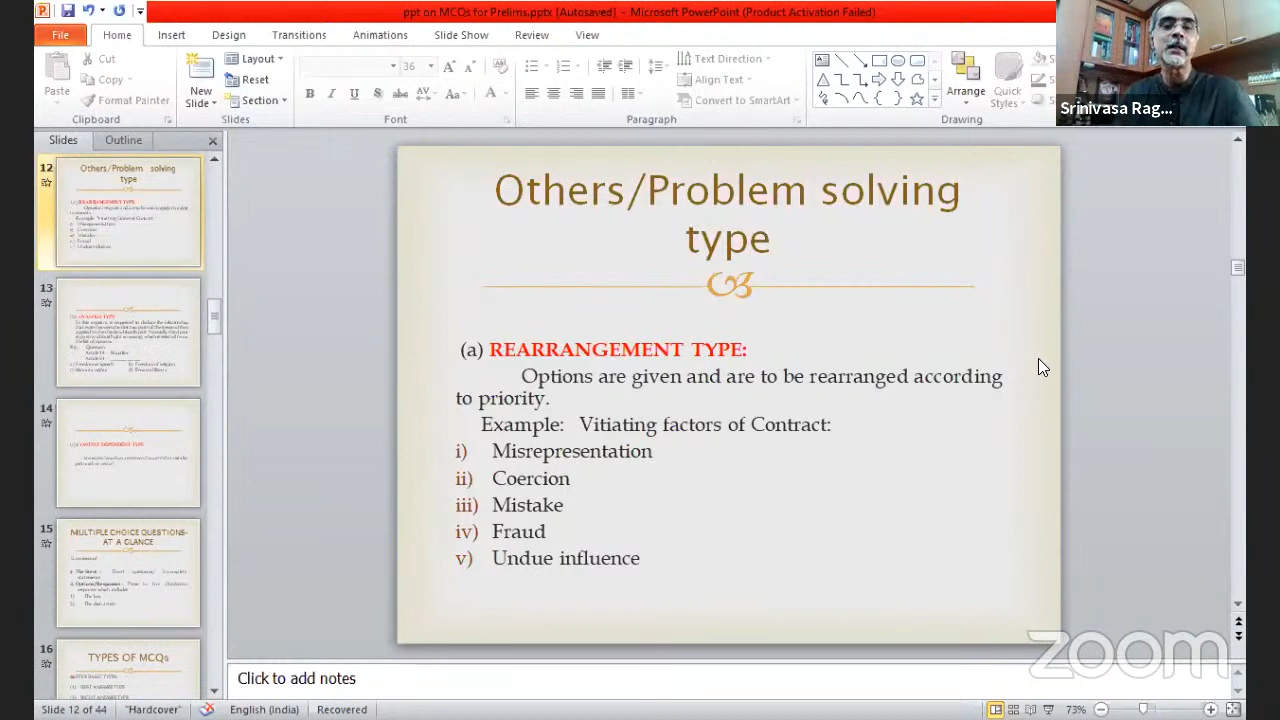 ppt on MCQs for Prelims.pptx [Autosaved] – Microsoft PowerPoint (Product Activation Failed)
File Home Insert Design Transitions Animations Slide Show Review View
Paste
Cut
Copy
Format Painter
Clipboard
New
Slide
Layout
Reset
Section
Slides
36
Font
Text Direction
Align Text
Convert to SmartArt
Paragraph
Arrange
Quick
Styles
Drawing
Srinivasa Rag...
Slides Outline
12
Others/Problem solving
type
13
14
15
MULTIPLE CHOICE QUESTIONS-
AT A GLANCE
16
TYPES OF MCQs
Others/Problem solving
type
(a) REARRANGEMENT TYPE:
Options are given and are to be rearranged according
to priority.
Example: Vitiating factors of Contract:
i) Misrepresentation
ii) Coercion
iii) Mistake
iv) Fraud
v) Undue influence
zoom
Click to add notes
Slide 12 of 44 "Hardcover" English (India) Recovered 73%